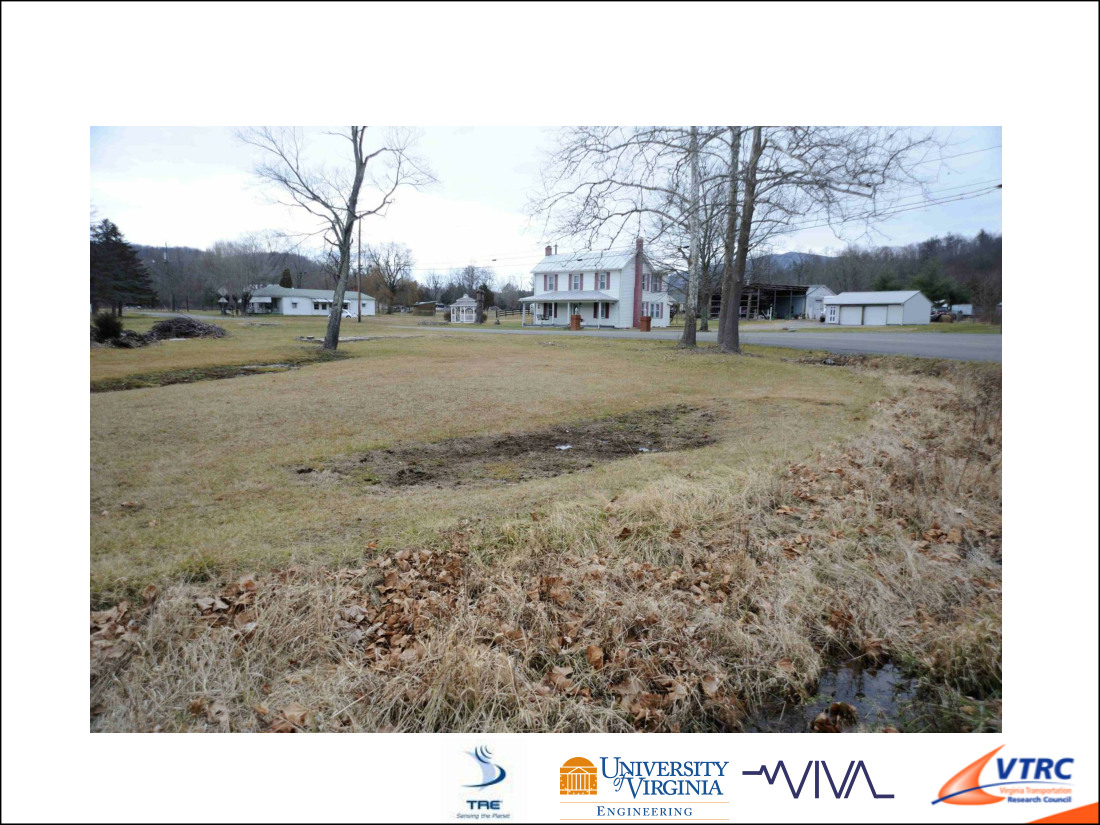 TRE
Sensing the Planet
UNIVERSITY
of VIRGINIA
ENGINEERING
VIVA
VTRC
Virginia Transportation
Research Council